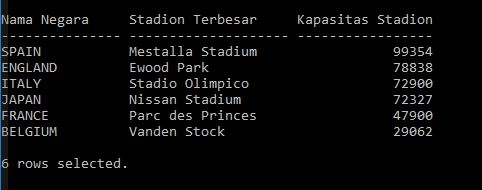 Nama Negara     Stadion Terbesar     Kapasitas Stadion
--------------- -------------------- -----------------
SPAIN           Mestalla Stadium                 99354
ENGLAND         Ewood Park                       78838
ITALY           Stadio Olimpico                  72900
JAPAN           Nissan Stadium                   72327
FRANCE          Parc des Princes                 47900
BELGIUM         Vanden Stock                     29062
6 rows selected.